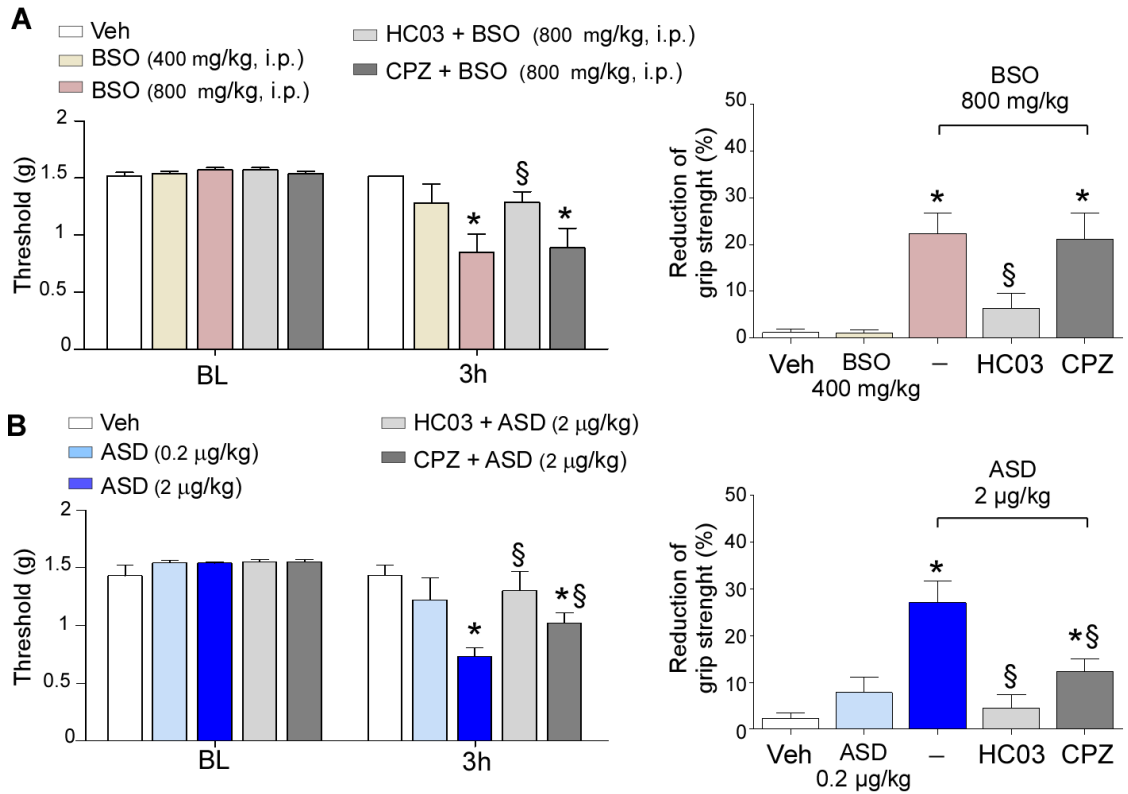 A
Veh
BSO (400 mg/kg, i.p.)
BSO (800 mg/kg, i.p.)
HC03 + BSO (800 mg/kg, i.p.)
CPZ + BSO (800 mg/kg, i.p.)
Threshold (g)
2
1.5
1
0.5
0
§
*
*
BL
3h
BSO
800 mg/kg
Reduction of
grip strenght (%)
50
40
30
20
10
0
*
§
*
Veh
BSO
400 mg/kg
–
HC03
CPZ
B
Veh
ASD (0.2 µg/kg)
ASD (2 µg/kg)
HC03 + ASD (2 µg/kg)
CPZ + ASD (2 µg/kg)
Threshold (g)
2
1.5
1
0.5
0
*
§
*§
BL
3h
ASD
2 µg/kg
Reduction of
grip strenght (%)
50
40
30
20
10
0
*
§
*§
Veh
ASD
0.2 µg/kg
–
HC03
CPZ